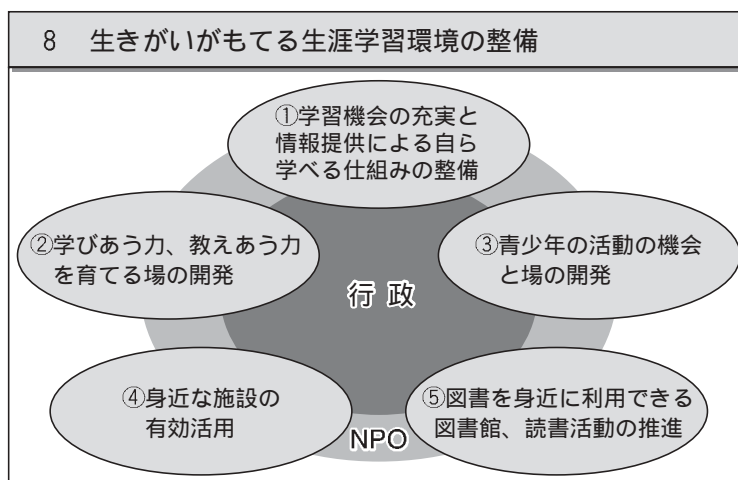 8 生きがいがもてる生涯学習環境の整備
①学習機会の充実と
情報提供による自ら
学べる仕組みの整備
②学びあう力、教えあう力
を育てる場の開発
③青少年の活動の機会
と場の開発
行政
④身近な施設の
有効活用
⑤図書を身近に利用できる
図書館、読書活動の推進
NPO